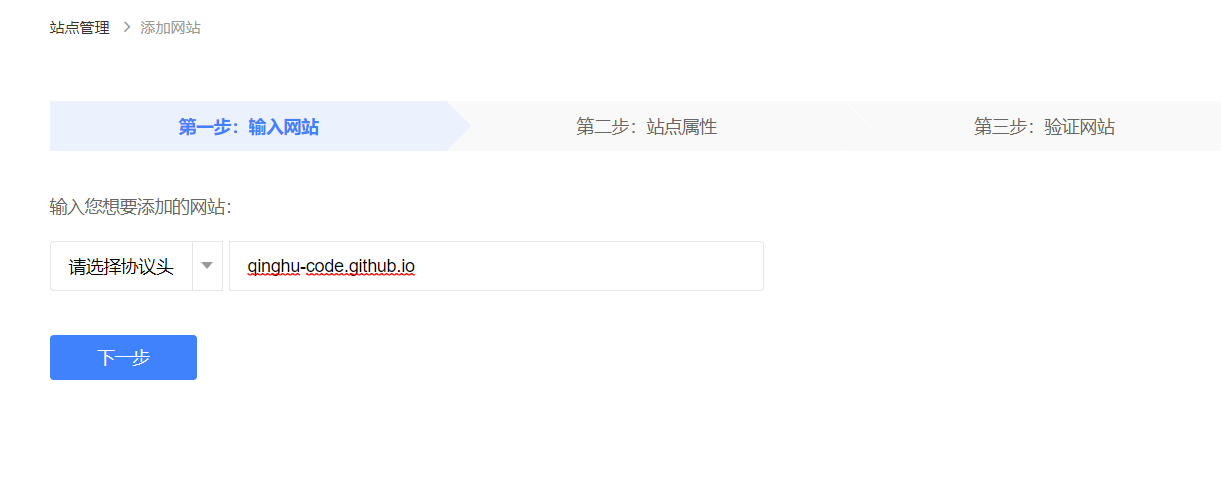 站点管理 > 添加网站
第一步：输入网站 第二步：站点属性 第三步：验证网站
输入您想要添加的网站：
请选择协议头 qinghu-code.github.io
下一步